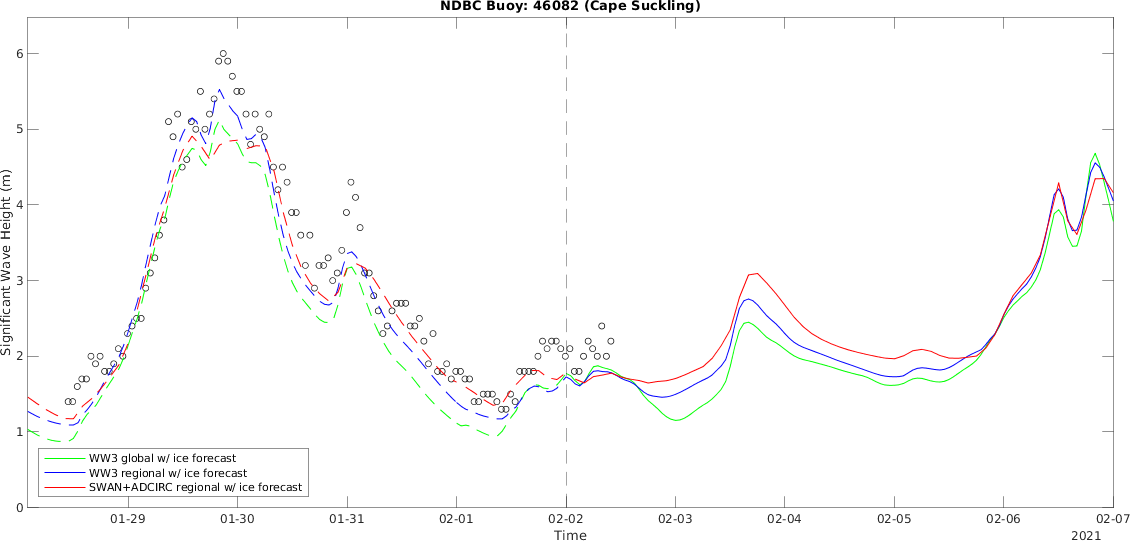 NDBC Buoy: 46082 (Cape Suckling)
Significant Wave Height (m)
6
5
4
3
2
1
0
WW3 global w/ ice forecast
WW3 regional w/ ice forecast
SWAN+ADCIRC regional w/ ice forecast
01-29 01-30 01-31 02-01 02-02 02-03 02-04 02-05 02-06 02-07
Time
2021